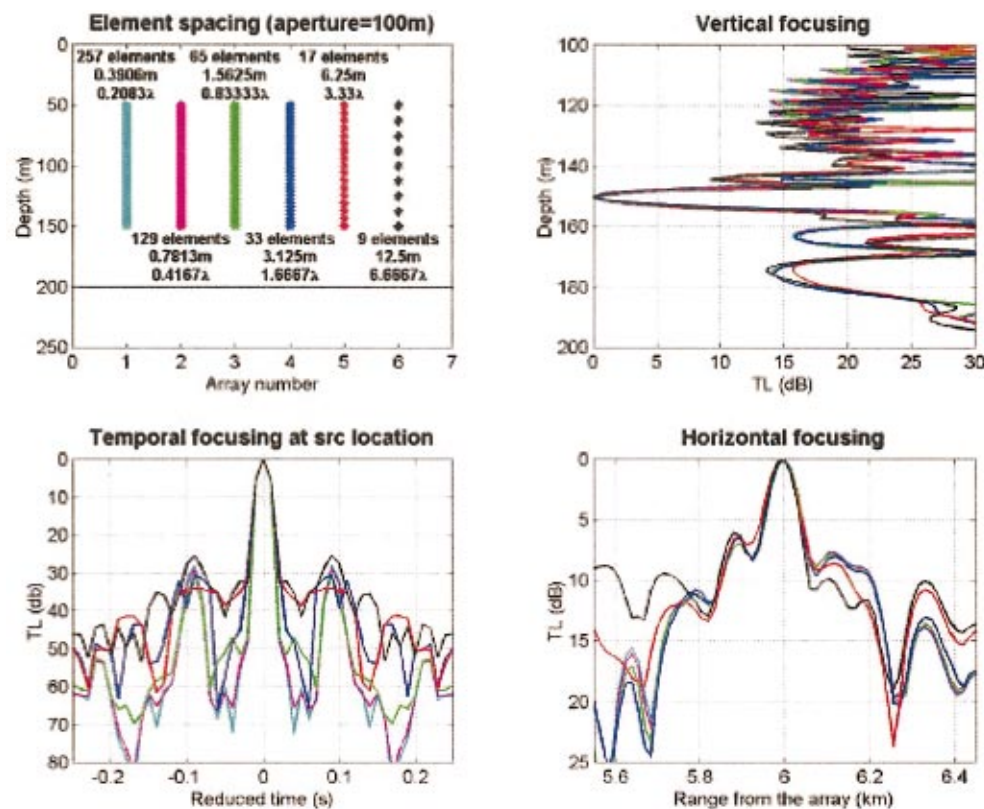 Element spacing (aperture=100m)
257 elements 65 elements 17 elements
0.3906m 1.5625m 6.25m
0.2083λ 0.83333λ 3.33λ
129 elements 33 elements 9 elements
0.7813m 3.125m 12.5m
0.4167λ 1.6667λ 6.6667λ
0
50
100
150
200
250
Depth (m)
0 1 2 3 4 5 6 7
Array number
Vertical focusing
100
120
140
160
180
200
Depth (m)
0 5 10 15 20 25 30
TL (dB)
Temporal focusing at src location
0
10
20
30
40
50
60
70
80
TL (db)
-0.2 -0.1 0 0.1 0.2
Reduced time (s)
Horizontal focusing
0
5
10
15
20
25
TL (dB)
5.6 5.8 6 6.2 6.4
Range from the array (km)